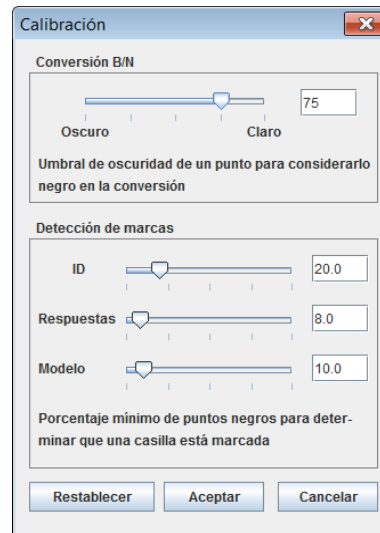 Calibración
Conversión B/N
75
Oscuro Claro
Umbral de oscuridad de un punto para considerarlo
negro en la conversión
Detección de marcas
ID 20.0
Respuestas 8.0
Modelo 10.0
Porcentaje mínimo de puntos negros para deter-
minar que una casilla está marcada
Restablecer Aceptar Cancelar